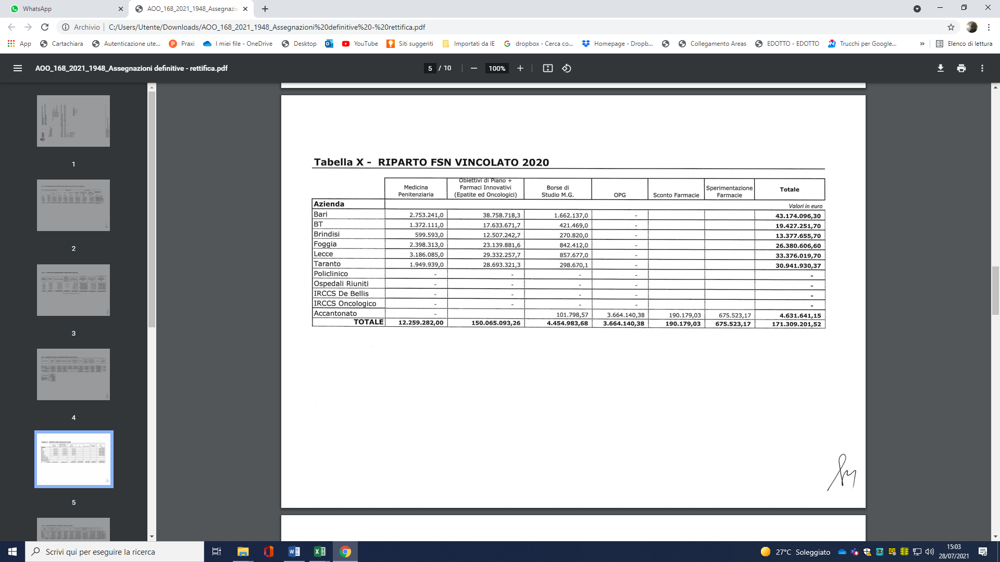 WhatsApp
AOO_168_2021_1948_Assegnazio
Archivio
C:/Users/Utente/Downloads/AOO_168_2021_1948_Assegnazioni%20definitive%20-%20rettifica.pdf
App
Cartachiara
Autenticazione ute...
Praxi
I miei file - OneDrive
Desktop
YouTube
Siti suggeriti
Importati da IE
dropbox - Cerca co...
Homepage - Dropb...
Collegamento Areas
EDOTTO - EDOTTO
Trucchi per Google...
»
Elenco di lettura
AOO_168_2021_1948_Assegnazioni definitive - rettifica.pdf
5 / 10
100%
1
2
3
4
5
Tabella X - RIPARTO FSN VINCOLATO 2020
Medicina Penitenziaria
Obiettivi di Piano + Farmaci Innovativi (Epatite ed Oncologici)
Borse di Studio M.G.
OPG
Sconto Farmacie
Sperimentazione Farmacie
Totale
Azienda
Valori in euro
Bari 2.753.241,0 38.758.718,3 1.662.137,0 - 43.174.096,30
BT 1.372.111,0 17.633.671,7 421.469,0 - 19.427.251,70
Brindisi 599.593,0 12.507.242,7 270.820,0 - 13.377.655,70
Foggia 2.398.313,0 23.139.881,6 842.412,0 - 26.380.606,60
Lecce 3.186.085,0 29.332.257,7 857.677,0 - 33.376.019,70
Taranto 1.949.939,0 28.693.321,3 298.670,1 - 30.941.930,37
Policlinico - - - - -
Ospedali Riuniti - - - - -
IRCCS De Bellis - - - - -
IRCCS Oncologico - - - - -
Accantonato - 101.798,57 3.664.140,38 190.179,03 675.523,17 4.631.641,15
TOTALE 12.259.282,00 150.065.093,26 4.454.983,68 3.664.140,38 190.179,03 675.523,17 171.309.201,52
Scrivi qui per eseguire la ricerca
27°C Soleggiato
15:03
28/07/2021